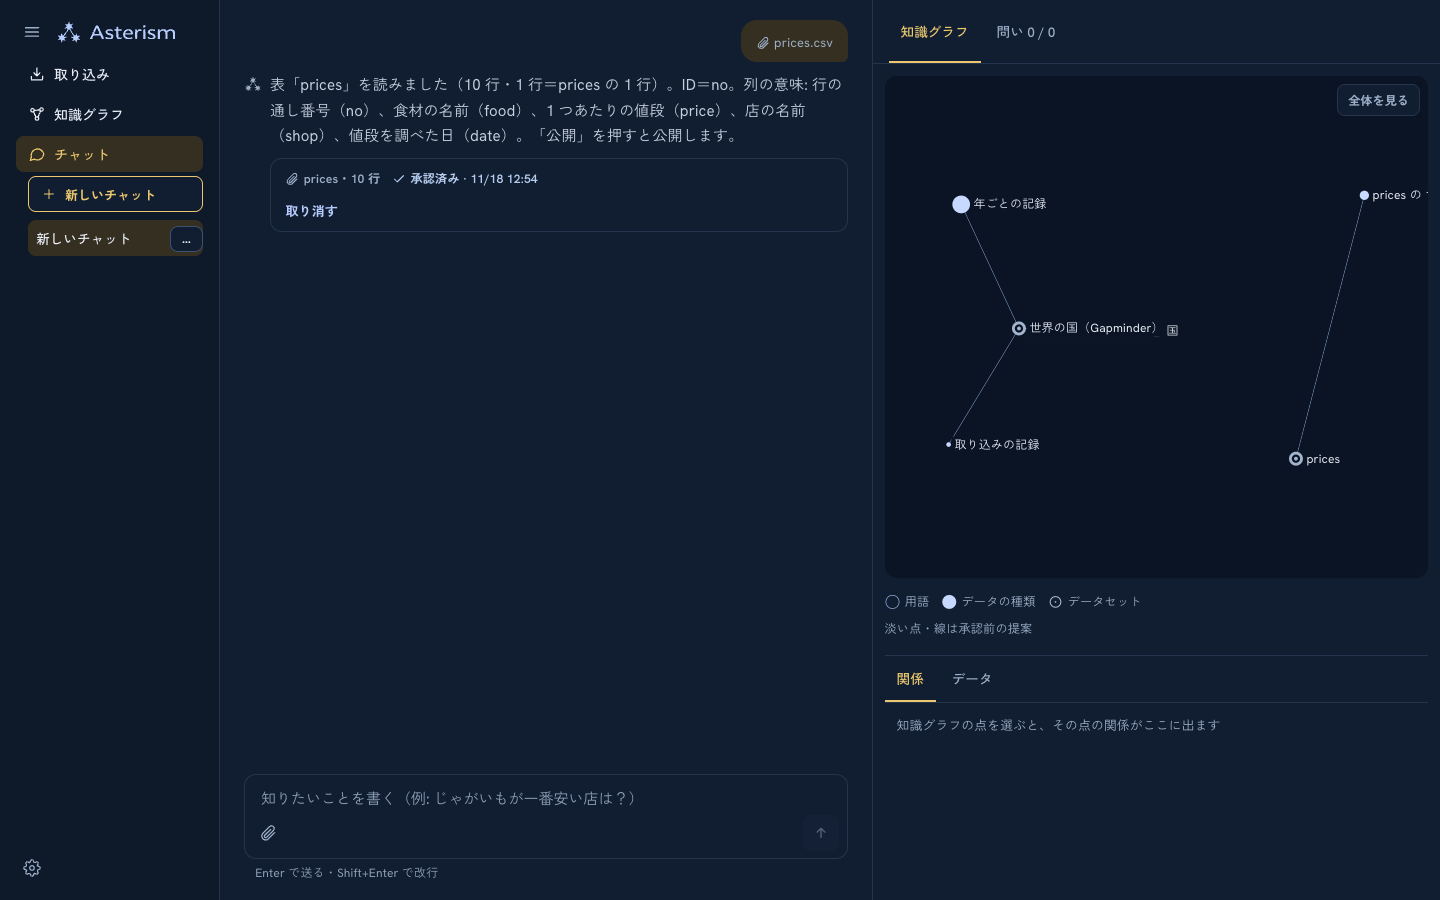 Asterism
取り込み
知識グラフ
チャット
新しいチャット
新しいチャット
...
prices.csv
表「prices」を読みました（10 行・1 行＝prices の 1 行）。ID＝no。列の意味: 行の
通し番号（no）、食材の名前（food）、1 つあたりの値段（price）、店の名前
（shop）、値段を調べた日（date）。「公開」を押すと公開します。
prices・10 行 承認済み · 11/18 12:54
取り消す
知りたいことを書く（例: じゃがいもが一番安い店は？）
Enter で送る・Shift+Enter で改行
知識グラフ 問い 0 / 0
全体を見る
prices の
年ごとの記録
世界の国（Gapminder） 国
取り込みの記録
prices
用語 データの種類 データセット
淡い点・線は承認前の提案
関係 データ
知識グラフの点を選ぶと、その点の関係がここに出ます